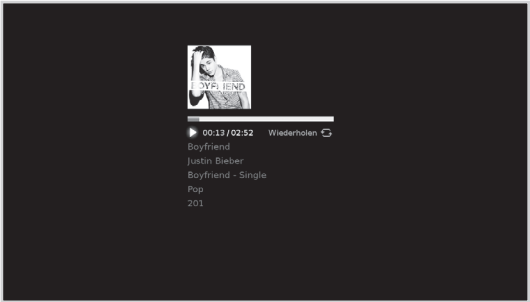 BOYFRIEND
00:13 / 02:52 Wiederholen
Boyfriend
Justin Bieber
Boyfriend - Single
Pop
201